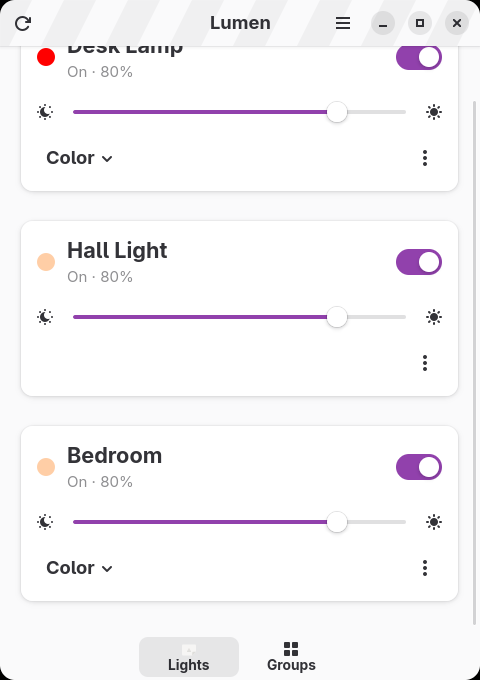 Lumen
Desk Lamp
On · 80%
Color
Hall Light
On · 80%
Bedroom
On · 80%
Color
Lights
Groups